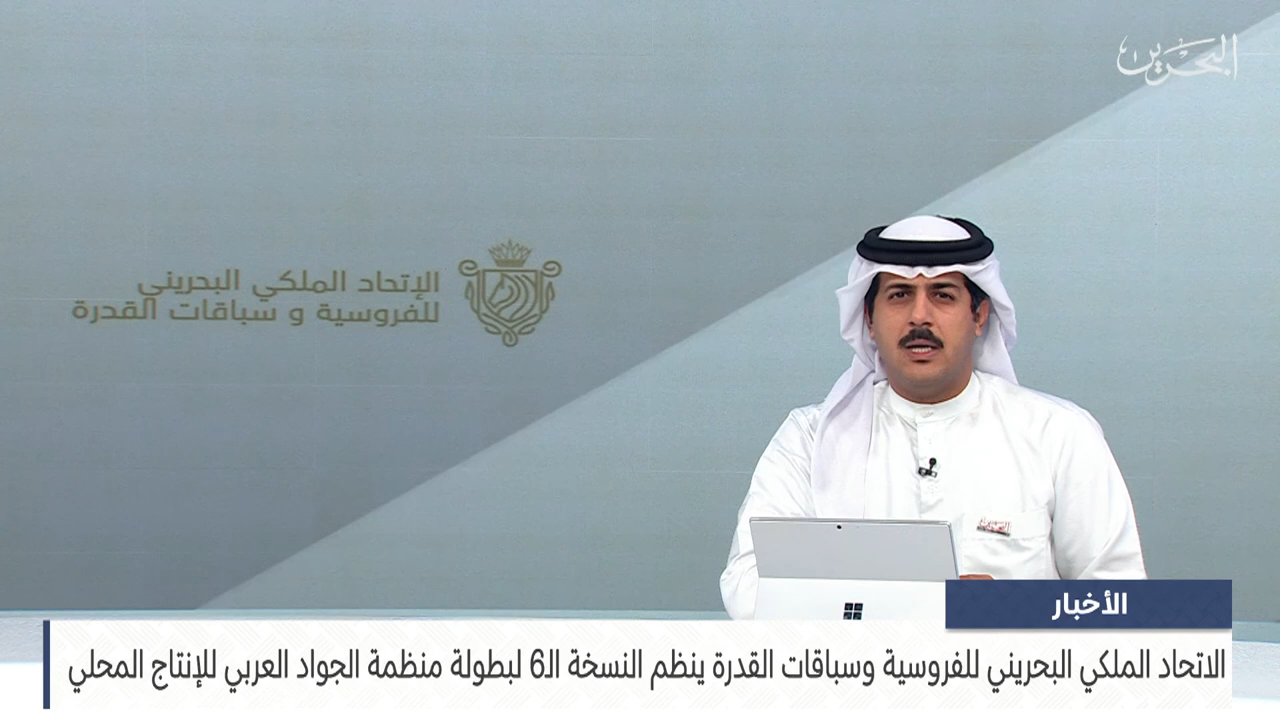 البحرين
الإتحاد الملكي البحريني
للفروسية و سباقات القدرة
الأخبار
الاتحاد الملكي البحريني للفروسية وسباقات القدرة ينظم النسخة الـ6 لبطولة منظمة الجواد العربي للإنتاج المحلي